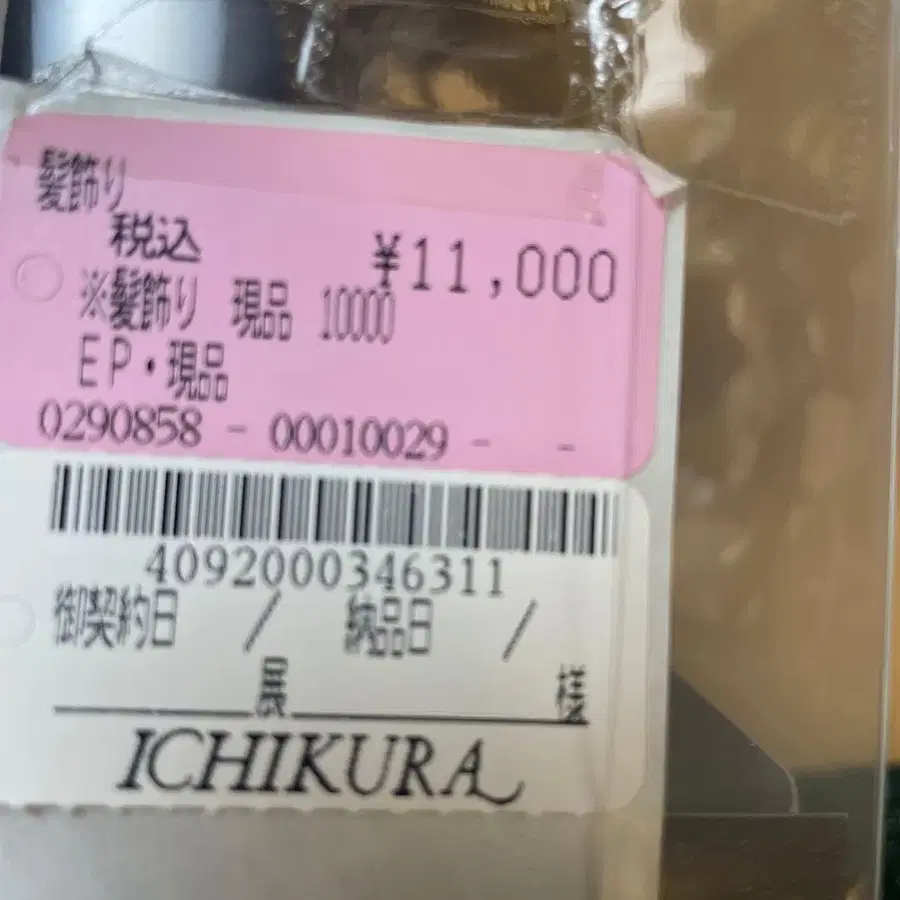 髪飾り
税込 ¥11,000
※髪飾り 現品 10000
EP・現品
0290858 - 00010029 - -
4092000346311
御契約日 / 納品日 /
展 様
ICHIKURA